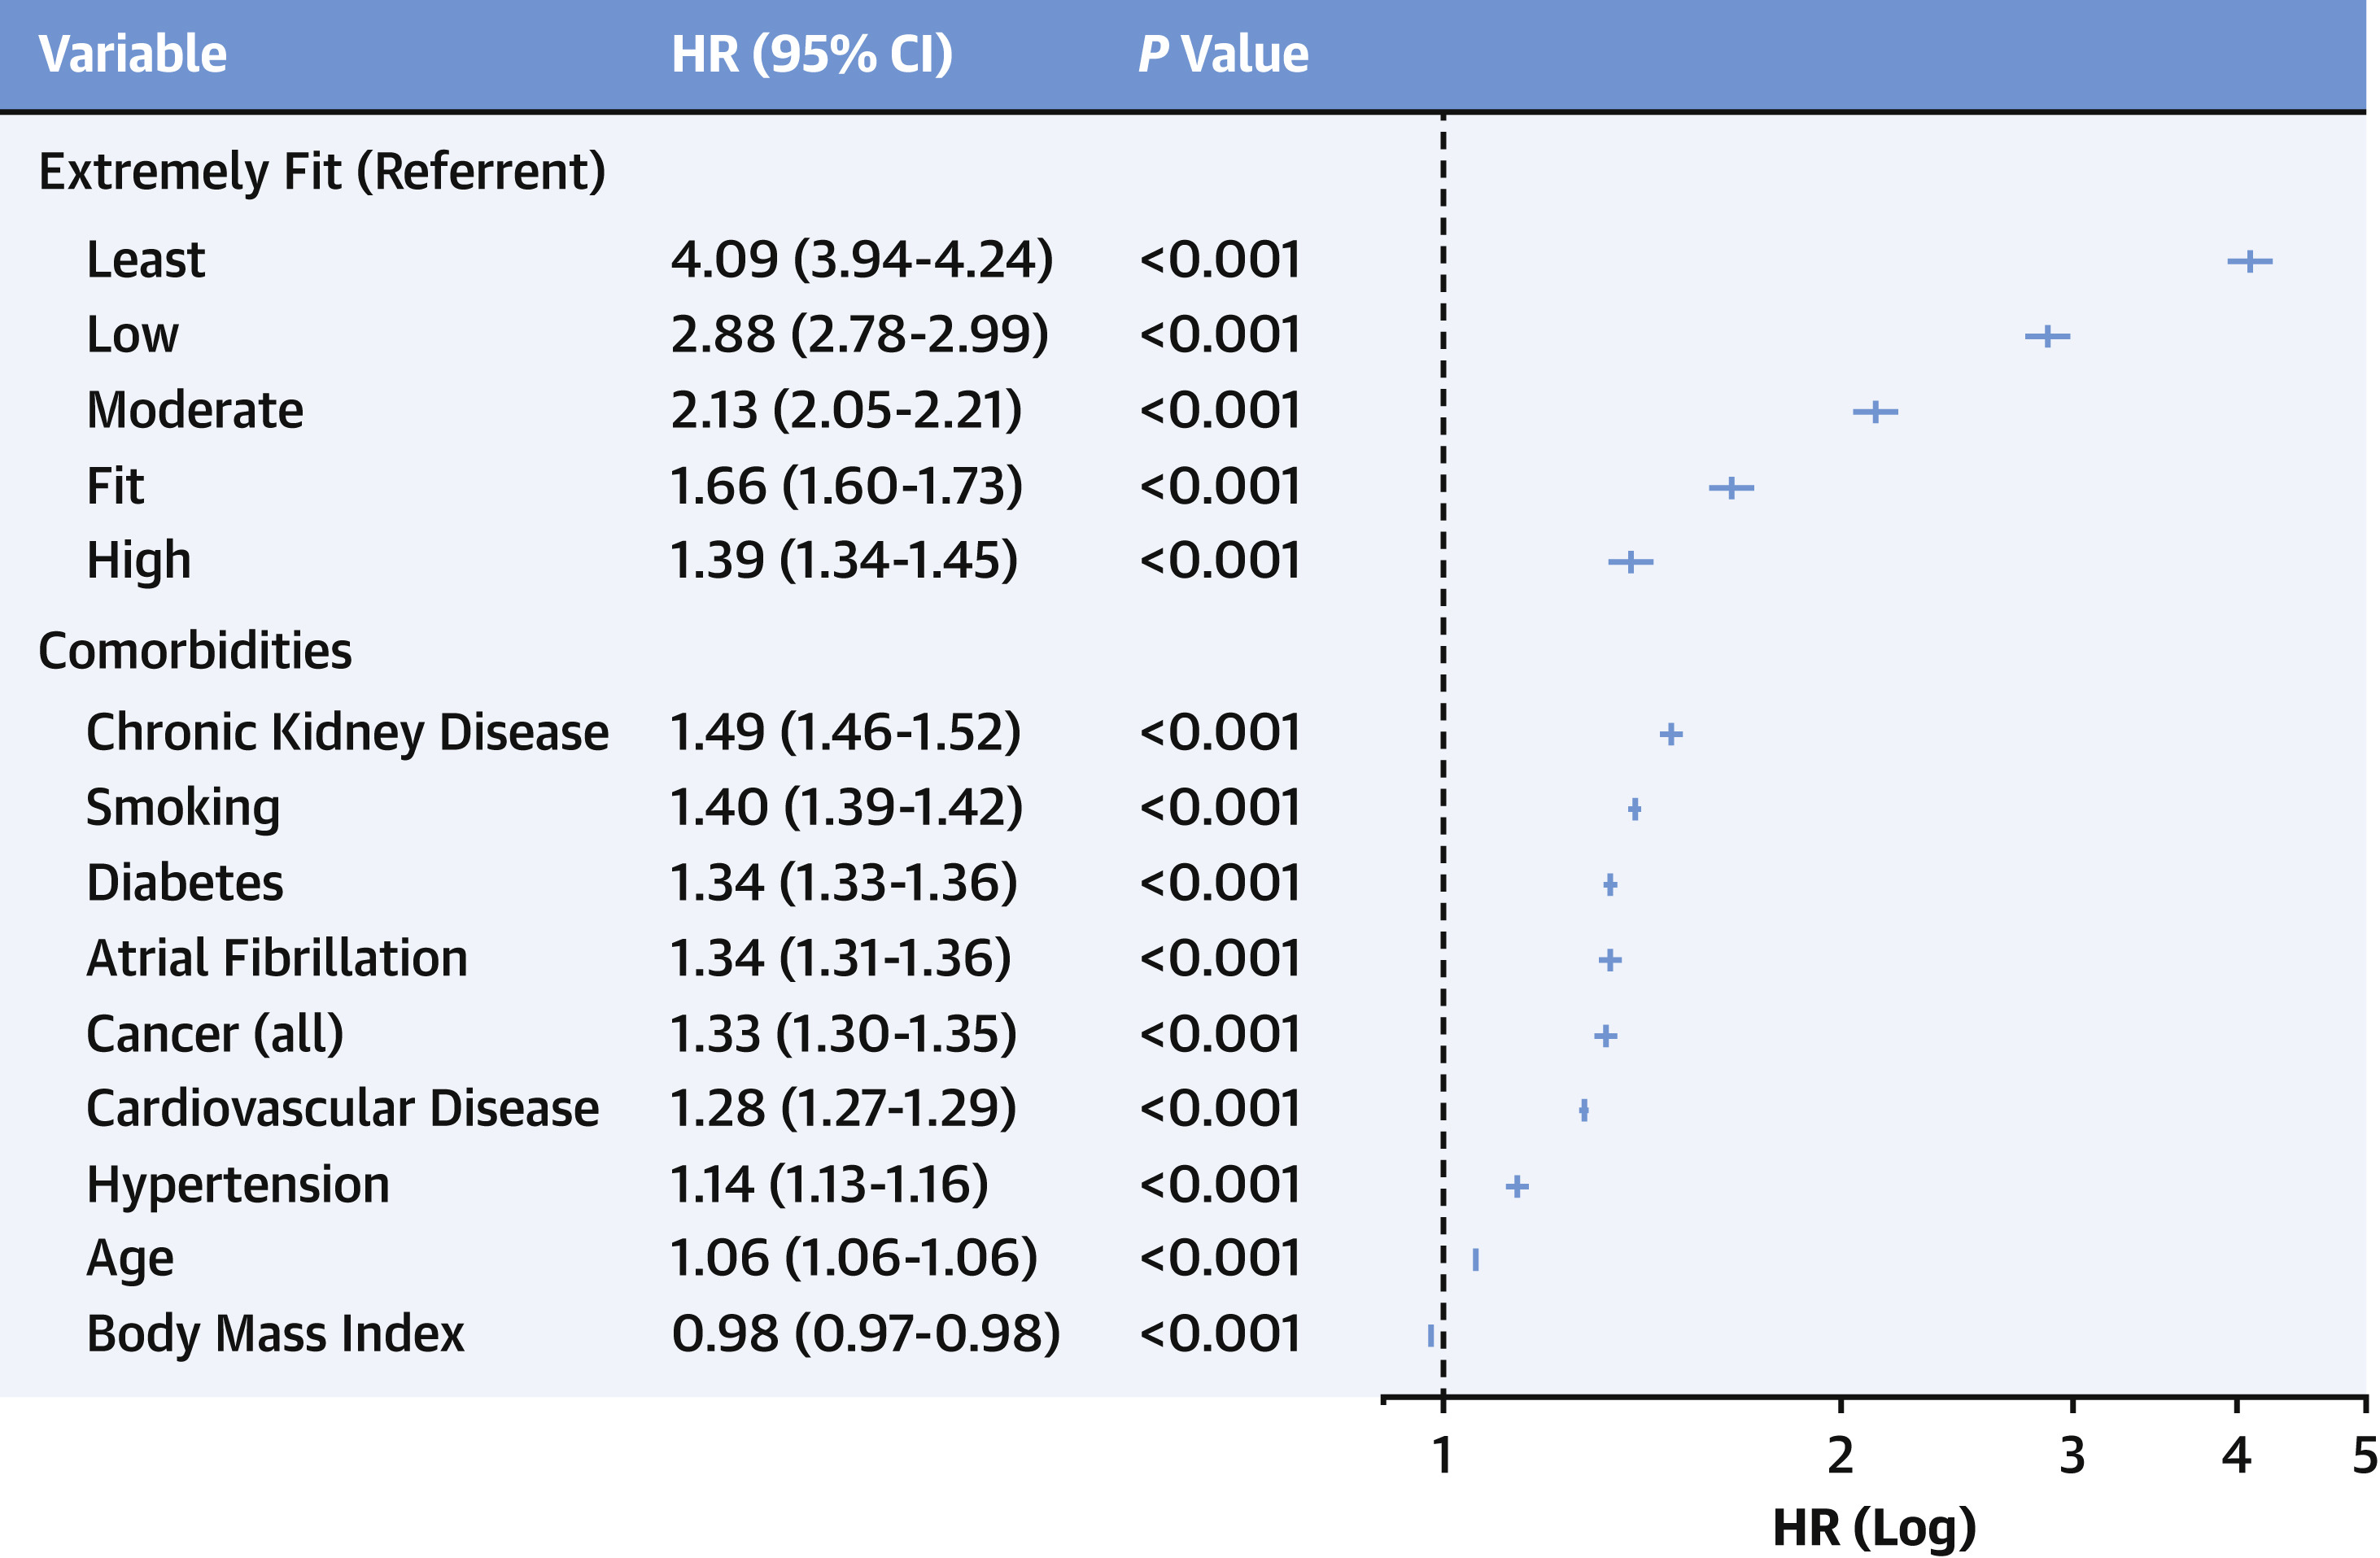 Variable HR (95% CI) P Value
Extremely Fit (Referrent)
Least 4.09 (3.94-4.24) <0.001
Low 2.88 (2.78-2.99) <0.001
Moderate 2.13 (2.05-2.21) <0.001
Fit 1.66 (1.60-1.73) <0.001
High 1.39 (1.34-1.45) <0.001
Comorbidities
Chronic Kidney Disease 1.49 (1.46-1.52) <0.001
Smoking 1.40 (1.39-1.42) <0.001
Diabetes 1.34 (1.33-1.36) <0.001
Atrial Fibrillation 1.34 (1.31-1.36) <0.001
Cancer (all) 1.33 (1.30-1.35) <0.001
Cardiovascular Disease 1.28 (1.27-1.29) <0.001
Hypertension 1.14 (1.13-1.16) <0.001
Age 1.06 (1.06-1.06) <0.001
Body Mass Index 0.98 (0.97-0.98) <0.001
1 2 3 4 5
HR (Log)